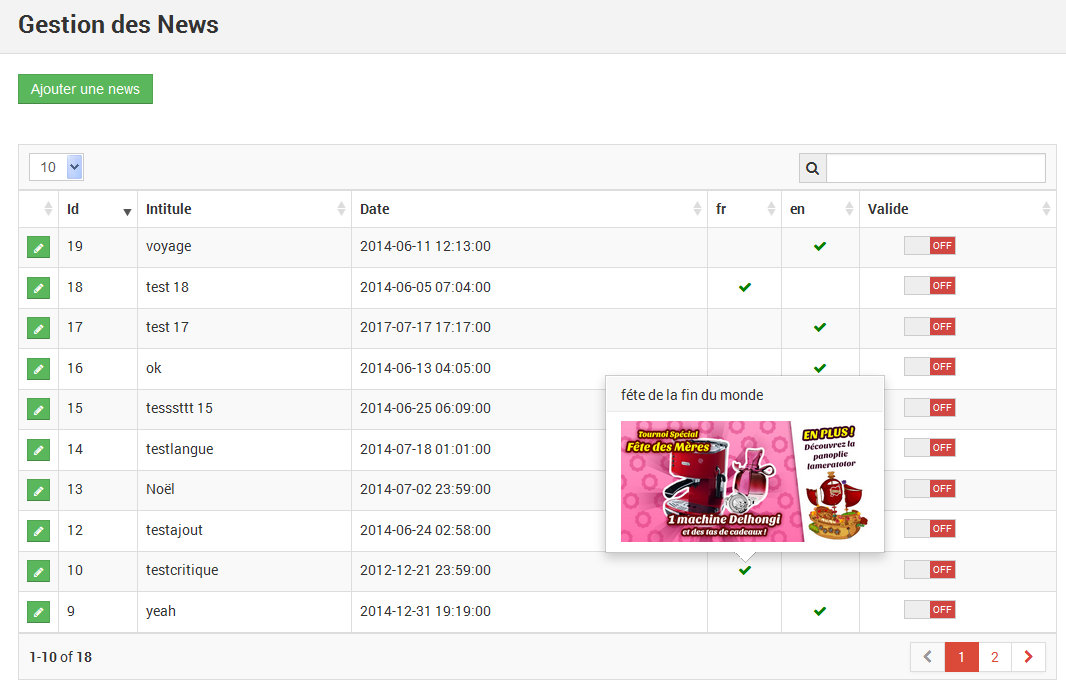 Gestion des News
Ajouter une news
10
Id Intitule Date fr en Valide
19 voyage 2014-06-11 12:13:00 OFF
18 test 18 2014-06-05 07:04:00 OFF
17 test 17 2017-07-17 17:17:00 OFF
16 ok 2014-06-13 04:05:00 OFF
féte de la fin du monde
15 tesssttt 15 2014-06-25 06:09:00 OFF
Tournoi Spécial
Fête des Mères
EN PLUS!
Découvrez la
panoplie
lameratotor
14 testlangue 2014-07-18 01:01:00 OFF
13 Noël 2014-07-02 23:59:00 OFF
1 machine Delhongi
et des tas de cadeaux !
12 testajout 2014-06-24 02:58:00 OFF
10 testcritique 2012-12-21 23:59:00 OFF
9 yeah 2014-12-31 19:19:00 OFF
1-10 of 18 1 2